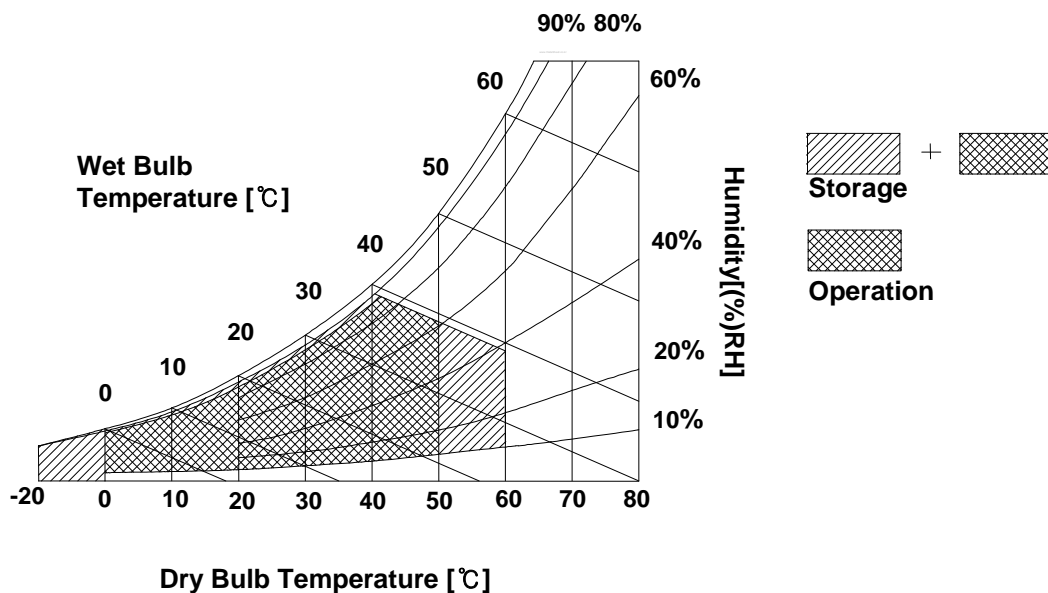 90% 80%
60
60%
Wet Bulb
Temperature [℃]
50
40
30
20
10
0
Humidity[(%)RH]
40%
20%
10%
+
Storage
Operation
-20 0 10 20 30 40 50 60 70 80
Dry Bulb Temperature [℃]